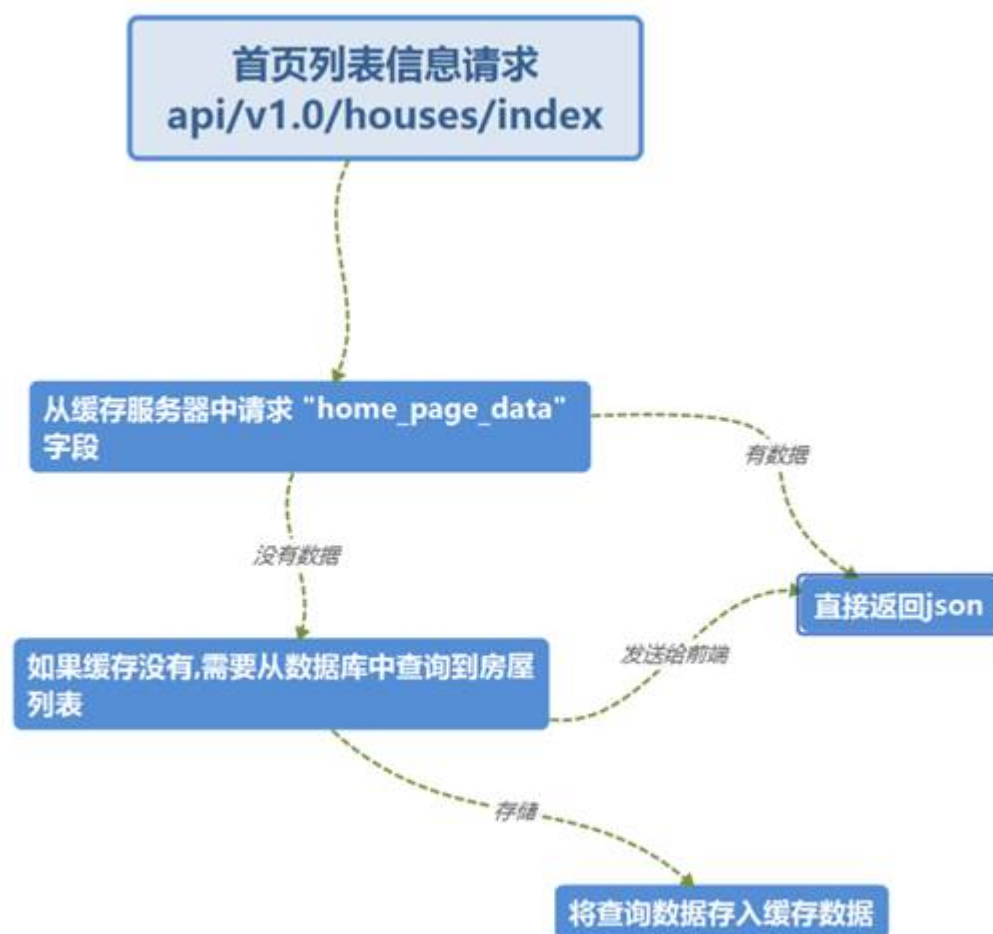 首页列表信息请求
api/v1.0/houses/index
从缓存服务器中请求 "home_page_data"
字段
有数据
没有数据
直接返回json
如果缓存没有,需要从数据库中查询到房屋
列表
发送给前端
存储
将查询数据存入缓存数据